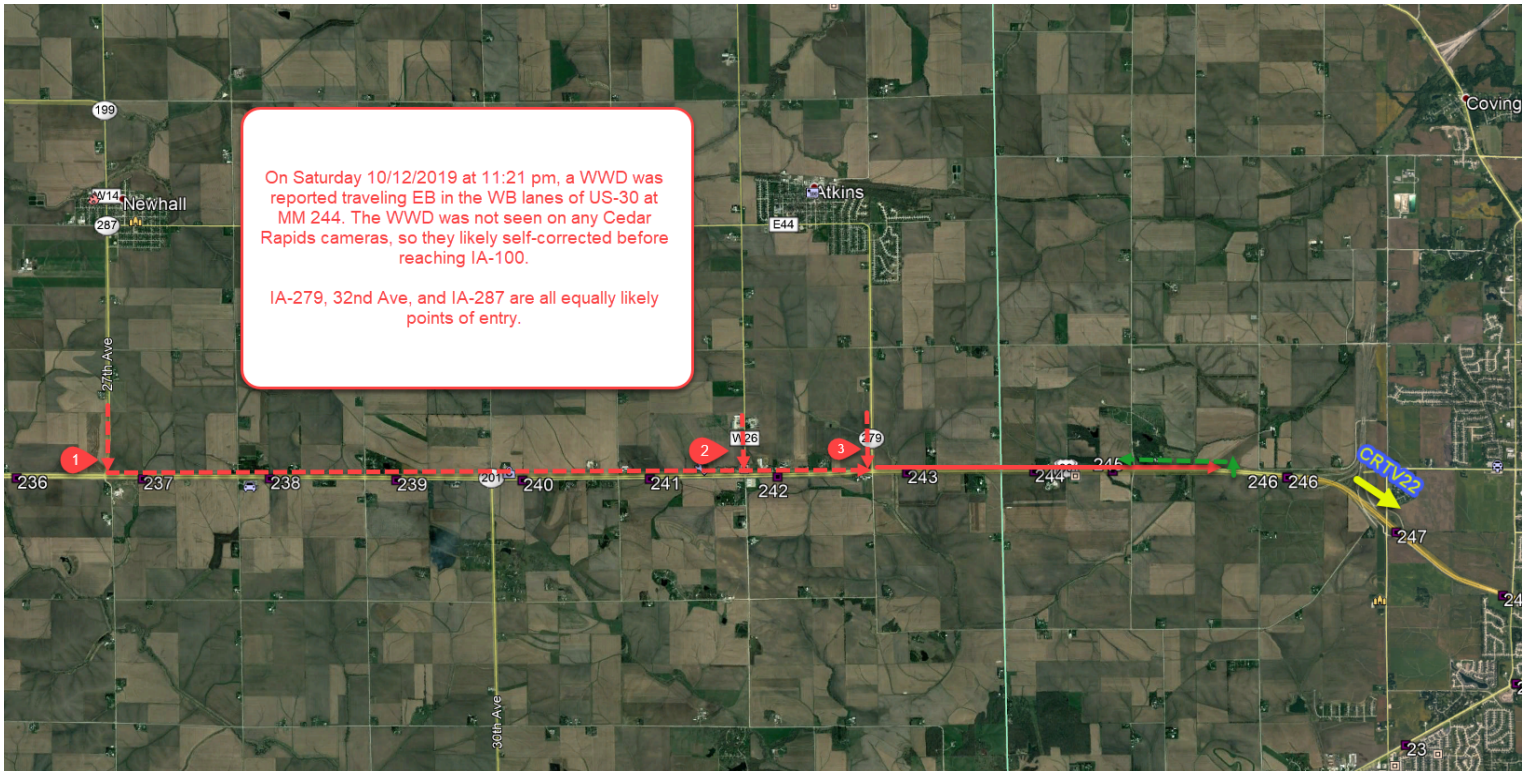 Coving
199
On Saturday 10/12/2019 at 11:21 pm, a WWD was
reported traveling EB in the WB lanes of US-30 at
MM 244. The WWD was not seen on any Cedar
Rapids cameras, so they likely self-corrected before
reaching IA-100.
IA-279, 32nd Ave, and IA-287 are all equally likely
points of entry.
W14
Newhall
287
Atkins
E44
27th Ave
1
2
W26
3
279
236
237
238
239
201
240
241
242
243
244
245
246
246
CRTV22
247
24
30th Ave
2
23